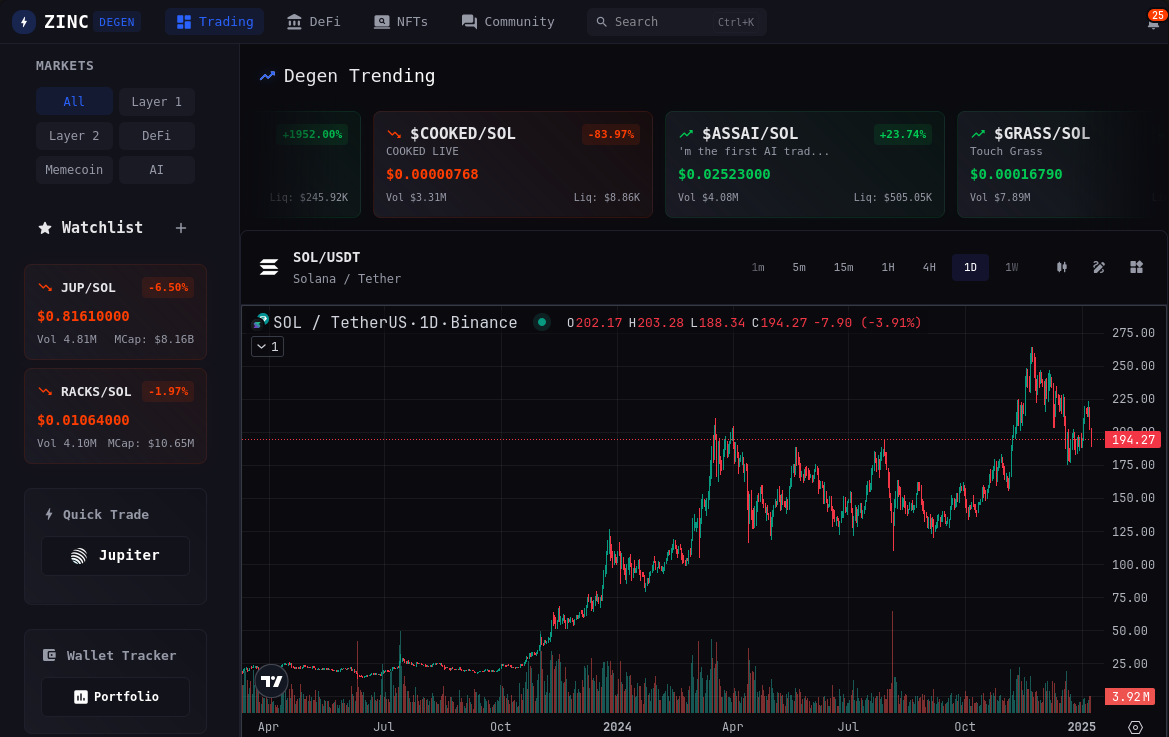 ZINC DEGEN
Trading
DeFi
NFTs
Community
Search Ctrl+K
25
MARKETS
All
Layer 1
Layer 2
DeFi
Memecoin
AI
Watchlist +
JUP/SOL -6.50%
$0.81610000
Vol 4.81M MCap: $8.16B
RACKS/SOL -1.97%
$0.01064000
Vol 4.10M MCap: $10.65M
Quick Trade
Jupiter
Wallet Tracker
Portfolio
Degen Trending
+1952.00%
Liq: $245.92K
$COOKED/SOL -83.97%
COOKED LIVE
$0.00000768
Vol $3.31M Liq: $8.86K
$ASSAI/SOL +23.74%
'm the first AI trad...
$0.02523000
Vol $4.08M Liq: $505.05K
$GRASS/SOL
Touch Grass
$0.00016790
Vol $7.89M
SOL/USDT
Solana / Tether
1m 5m 15m 1H 4H 1D 1W
SOL / TetherUS·1D·Binance
O202.17 H203.28 L188.34 C194.27 -7.90 (-3.91%)
1
275.00
250.00
225.00
200.00
194.27
175.00
150.00
125.00
100.00
75.00
50.00
25.00
3.92M
Apr Jul Oct 2024 Apr Jul Oct 2025